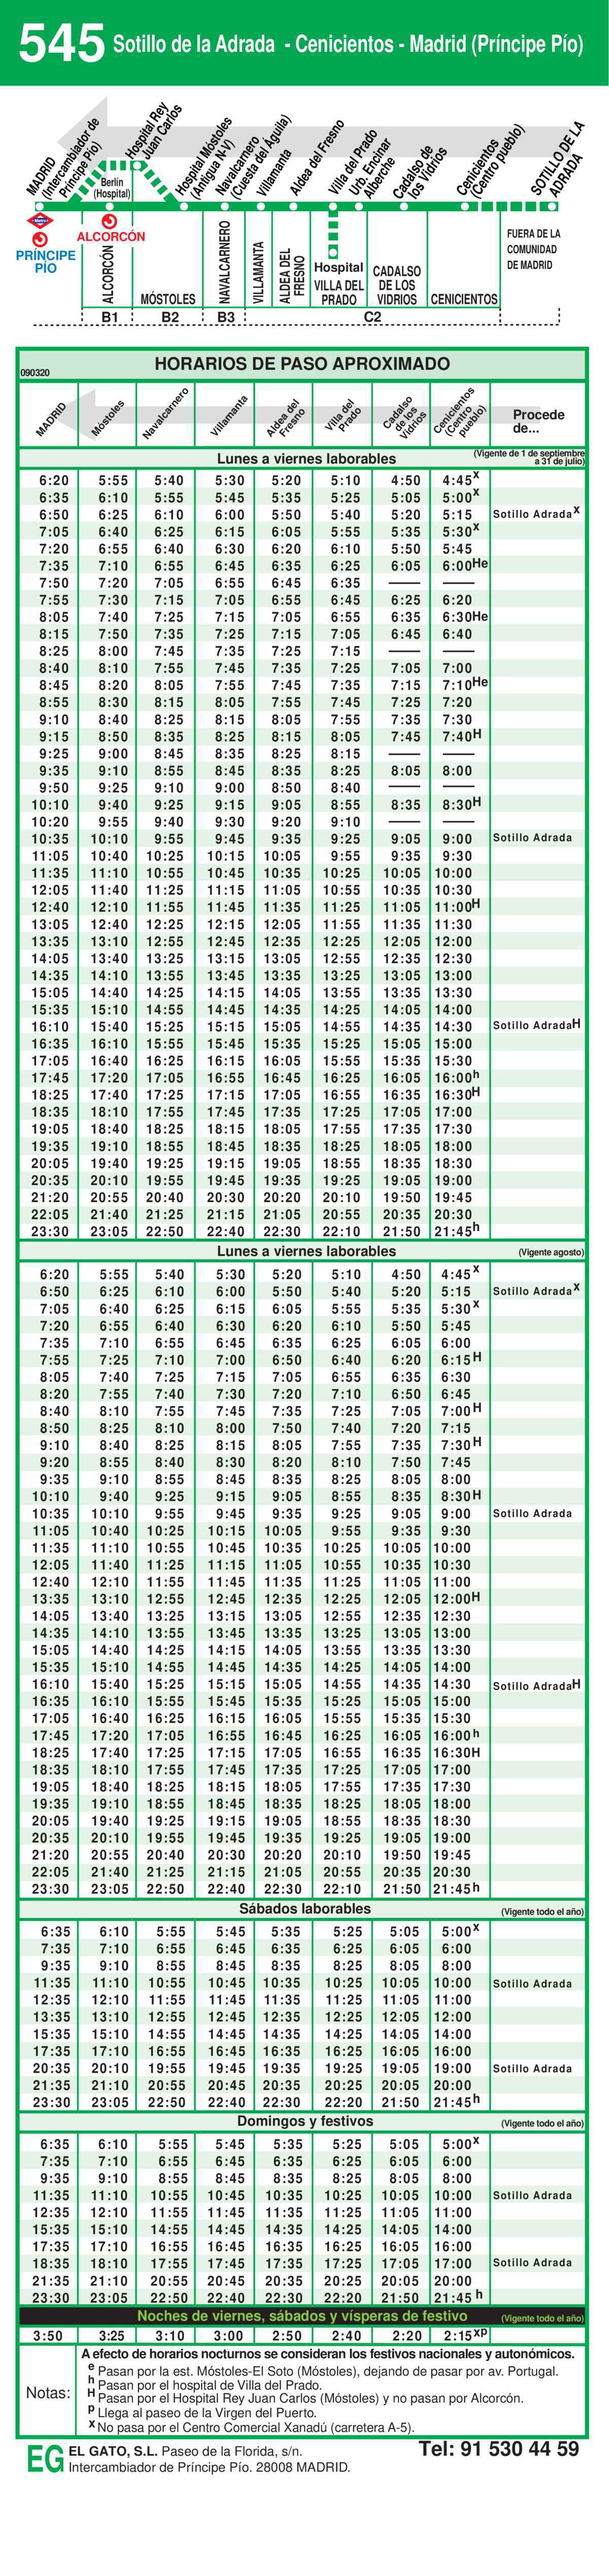 545 Sotillo de la Adrada - Cenicientos - Madrid (Príncipe Pío)
MADRID
(Intercambiador de
Príncipe Pío)
Berlín
(Hospital)
Hospital Rey
Juan Carlos
Hospital Móstoles
(Antigua N-V)
Navalcarnero
(Cuesta del Águila)
Villamanta
Aldea del Fresno
Villa del Prado
Urb. Encinar
Alberche
Cadalso de
los Vidrios
Cenicientos
(Centro pueblo)
SOTILLO DE LA
ADRADA
Metro
PRÍNCIPE
PÍO
ALCORCÓN
ALCORCÓN
MÓSTOLES
NAVALCARNERO
VILLAMANTA
ALDEA DEL
FRESNO
Hospital
VILLA DEL
PRADO
CADALSO
DE LOS
VIDRIOS
CENICIENTOS
FUERA DE LA
COMUNIDAD
DE MADRID
B1 B2 B3 C2
090320
HORARIOS DE PASO APROXIMADO
MADRID
Móstoles
Navalcarnero
Villamanta
Aldea del
Fresno
Villa del
Prado
Cadalso
de los
Vidrios
Cenicientos
(Centro
pueblo)
Procede
de...
Lunes a viernes laborables (Vigente de 1 de septiembre
a 31 de julio)
6:20 5:55 5:40 5:30 5:20 5:10 4:50 4:45x
6:35 6:10 5:55 5:45 5:35 5:25 5:05 5:00x
6:50 6:25 6:10 6:00 5:50 5:40 5:20 5:15 Sotillo Adradax
7:05 6:40 6:25 6:15 6:05 5:55 5:35 5:30x
7:20 6:55 6:40 6:30 6:20 6:10 5:50 5:45
7:35 7:10 6:55 6:45 6:35 6:25 6:05 6:00He
7:50 7:20 7:05 6:55 6:45 6:35 —— ——
7:55 7:30 7:15 7:05 6:55 6:45 6:25 6:20
8:05 7:40 7:25 7:15 7:05 6:55 6:35 6:30He
8:15 7:50 7:35 7:25 7:15 7:05 6:45 6:40
8:25 8:00 7:45 7:35 7:25 7:15 —— ——
8:40 8:10 7:55 7:45 7:35 7:25 7:05 7:00
8:45 8:20 8:05 7:55 7:45 7:35 7:15 7:10He
8:55 8:30 8:15 8:05 7:55 7:45 7:25 7:20
9:10 8:40 8:25 8:15 8:05 7:55 7:35 7:30
9:15 8:50 8:35 8:25 8:15 8:05 7:45 7:40H
9:25 9:00 8:45 8:35 8:25 8:15 —— ——
9:35 9:10 8:55 8:45 8:35 8:25 8:05 8:00
9:50 9:25 9:10 9:00 8:50 8:40 —— ——
10:10 9:40 9:25 9:15 9:05 8:55 8:35 8:30H
10:20 9:55 9:40 9:30 9:20 9:10 —— ——
10:35 10:10 9:55 9:45 9:35 9:25 9:05 9:00 Sotillo Adrada
11:05 10:40 10:25 10:15 10:05 9:55 9:35 9:30
11:35 11:10 10:55 10:45 10:35 10:25 10:05 10:00
12:05 11:40 11:25 11:15 11:05 10:55 10:35 10:30
12:40 12:10 11:55 11:45 11:35 11:25 11:05 11:00H
13:05 12:40 12:25 12:15 12:05 11:55 11:35 11:30
13:35 13:10 12:55 12:45 12:35 12:25 12:05 12:00
14:05 13:40 13:25 13:15 13:05 12:55 12:35 12:30
14:35 14:10 13:55 13:45 13:35 13:25 13:05 13:00
15:05 14:40 14:25 14:15 14:05 13:55 13:35 13:30
15:35 15:10 14:55 14:45 14:35 14:25 14:05 14:00
16:10 15:40 15:25 15:15 15:05 14:55 14:35 14:30 Sotillo AdradaH
16:35 16:10 15:55 15:45 15:35 15:25 15:05 15:00
17:05 16:40 16:25 16:15 16:05 15:55 15:35 15:30
17:45 17:20 17:05 16:55 16:45 16:25 16:05 16:00h
18:25 17:40 17:25 17:15 17:05 16:55 16:35 16:30H
18:35 18:10 17:55 17:45 17:35 17:25 17:05 17:00
19:05 18:40 18:25 18:15 18:05 17:55 17:35 17:30
19:35 19:10 18:55 18:45 18:35 18:25 18:05 18:00
20:05 19:40 19:25 19:15 19:05 18:55 18:35 18:30
20:35 20:10 19:55 19:45 19:35 19:25 19:05 19:00
21:20 20:55 20:40 20:30 20:20 20:10 19:50 19:45
22:05 21:40 21:25 21:15 21:05 20:55 20:35 20:30
23:30 23:05 22:50 22:40 22:30 22:10 21:50 21:45h
Lunes a viernes laborables (Vigente agosto)
6:20 5:55 5:40 5:30 5:20 5:10 4:50 4:45x
6:50 6:25 6:10 6:00 5:50 5:40 5:20 5:15 Sotillo Adradax
7:05 6:40 6:25 6:15 6:05 5:55 5:35 5:30x
7:20 6:55 6:40 6:30 6:20 6:10 5:50 5:45
7:35 7:10 6:55 6:45 6:35 6:25 6:05 6:00
7:55 7:25 7:10 7:00 6:50 6:40 6:20 6:15H
8:05 7:40 7:25 7:15 7:05 6:55 6:35 6:30
8:20 7:55 7:40 7:30 7:20 7:10 6:50 6:45
8:40 8:10 7:55 7:45 7:35 7:25 7:05 7:00H
8:50 8:25 8:10 8:00 7:50 7:40 7:20 7:15
9:10 8:40 8:25 8:15 8:05 7:55 7:35 7:30H
9:20 8:55 8:40 8:30 8:20 8:10 7:50 7:45
9:35 9:10 8:55 8:45 8:35 8:25 8:05 8:00
10:10 9:40 9:25 9:15 9:05 8:55 8:35 8:30H
10:35 10:10 9:55 9:45 9:35 9:25 9:05 9:00 Sotillo Adrada
11:05 10:40 10:25 10:15 10:05 9:55 9:35 9:30
11:35 11:10 10:55 10:45 10:35 10:25 10:05 10:00
12:05 11:40 11:25 11:15 11:05 10:55 10:35 10:30
12:40 12:10 11:55 11:45 11:35 11:25 11:05 11:00
13:35 13:10 12:55 12:45 12:35 12:25 12:05 12:00H
14:05 13:40 13:25 13:15 13:05 12:55 12:35 12:30
14:35 14:10 13:55 13:45 13:35 13:25 13:05 13:00
15:05 14:40 14:25 14:15 14:05 13:55 13:35 13:30
15:35 15:10 14:55 14:45 14:35 14:25 14:05 14:00
16:10 15:40 15:25 15:15 15:05 14:55 14:35 14:30 Sotillo AdradaH
16:35 16:10 15:55 15:45 15:35 15:25 15:05 15:00
17:05 16:40 16:25 16:15 16:05 15:55 15:35 15:30
17:45 17:20 17:05 16:55 16:45 16:25 16:05 16:00h
18:25 17:40 17:25 17:15 17:05 16:55 16:35 16:30H
18:35 18:10 17:55 17:45 17:35 17:25 17:05 17:00
19:05 18:40 18:25 18:15 18:05 17:55 17:35 17:30
19:35 19:10 18:55 18:45 18:35 18:25 18:05 18:00
20:05 19:40 19:25 19:15 19:05 18:55 18:35 18:30
20:35 20:10 19:55 19:45 19:35 19:25 19:05 19:00
21:20 20:55 20:40 20:30 20:20 20:10 19:50 19:45
22:05 21:40 21:25 21:15 21:05 20:55 20:35 20:30
23:30 23:05 22:50 22:40 22:30 22:10 21:50 21:45h
Sábados laborables (Vigente todo el año)
6:35 6:10 5:55 5:45 5:35 5:25 5:05 5:00x
7:35 7:10 6:55 6:45 6:35 6:25 6:05 6:00
9:35 9:10 8:55 8:45 8:35 8:25 8:05 8:00
11:35 11:10 10:55 10:45 10:35 10:25 10:05 10:00 Sotillo Adrada
12:35 12:10 11:55 11:45 11:35 11:25 11:05 11:00
13:35 13:10 12:55 12:45 12:35 12:25 12:05 12:00
15:35 15:10 14:55 14:45 14:35 14:25 14:05 14:00
17:35 17:10 16:55 16:45 16:35 16:25 16:05 16:00
20:35 20:10 19:55 19:45 19:35 19:25 19:05 19:00 Sotillo Adrada
21:35 21:10 20:55 20:45 20:35 20:25 20:05 20:00
23:30 23:05 22:50 22:40 22:30 22:20 21:50 21:45h
Domingos y festivos (Vigente todo el año)
6:35 6:10 5:55 5:45 5:35 5:25 5:05 5:00x
7:35 7:10 6:55 6:45 6:35 6:25 6:05 6:00
9:35 9:10 8:55 8:45 8:35 8:25 8:05 8:00
11:35 11:10 10:55 10:45 10:35 10:25 10:05 10:00 Sotillo Adrada
12:35 12:10 11:55 11:45 11:35 11:25 11:05 11:00
15:35 15:10 14:55 14:45 14:35 14:25 14:05 14:00
17:35 17:10 16:55 16:45 16:35 16:25 16:05 16:00
18:35 18:10 17:55 17:45 17:35 17:25 17:05 17:00 Sotillo Adrada
21:35 21:10 20:55 20:45 20:35 20:25 20:05 20:00
23:30 23:05 22:50 22:40 22:30 22:20 21:50 21:45h
Noches de viernes, sábados y vísperas de festivo (Vigente todo el año)
3:50 3:25 3:10 3:00 2:50 2:40 2:20 2:15xp
Notas:
A efecto de horarios nocturnos se consideran los festivos nacionales y autonómicos.
e Pasan por la est. Móstoles-El Soto (Móstoles), dejando de pasar por av. Portugal.
h Pasan por el hospital de Villa del Prado.
H Pasan por el Hospital Rey Juan Carlos (Móstoles) y no pasan por Alcorcón.
p Llega al paseo de la Virgen del Puerto.
x No pasa por el Centro Comercial Xanadú (carretera A-5).
EG EL GATO, S.L. Paseo de la Florida, s/n. Tel: 91 530 44 59
Intercambiador de Príncipe Pío. 28008 MADRID.